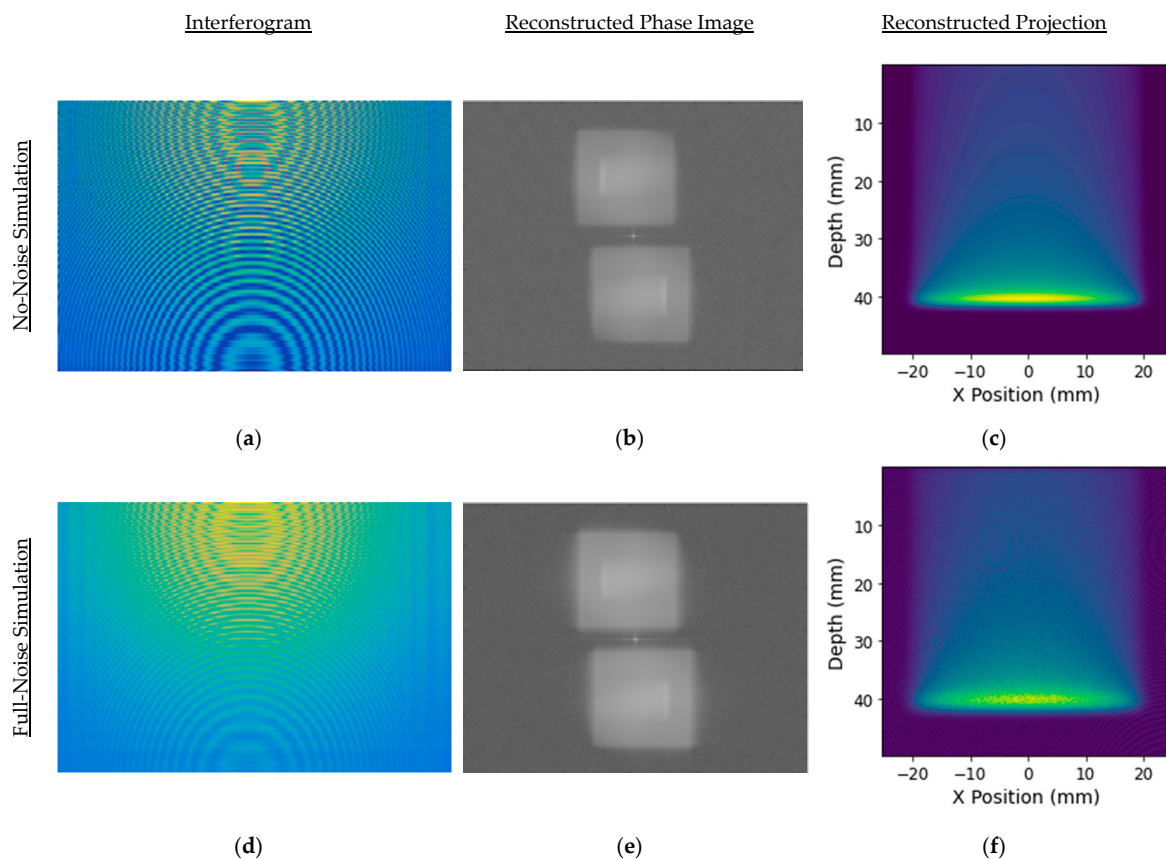 Interferogram
Reconstructed Phase Image
Reconstructed Projection
No-Noise Simulation
10
20
30
40
Depth (mm)
−20 −10 0 10 20
X Position (mm)
(a)
(b)
(c)
Full-Noise Simulation
10
20
30
40
Depth (mm)
−20 −10 0 10 20
X Position (mm)
(d)
(e)
(f)